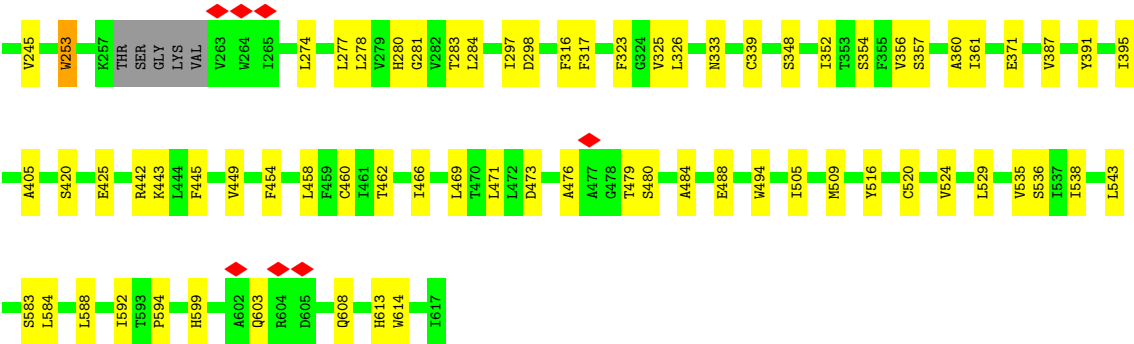 V245 W253 K257 THR SER GLY LYS VAL V263 W264 I265 L274 L277 L278 V279 H280 G281 V282 T283 L284 I297 D298 F316 F317 F323 G324 V325 L326 N333 C339 S348 I352 T353 S354 F355 V356 S357 A360 I361 E371 V387 Y391 I395
A405 S420 E425 R442 K443 L444 F445 V449 F454 L458 F459 C460 I461 T462 I466 L469 T470 L471 L472 D473 A476 A477 G478 T479 S480 A484 E488 W494 I505 M509 Y516 C520 V524 L529 V535 S536 I537 I538 L543
S583 L584 L588 I592 T593 P594 H599 A602 Q603 R604 D605 Q608 H613 W614 I617